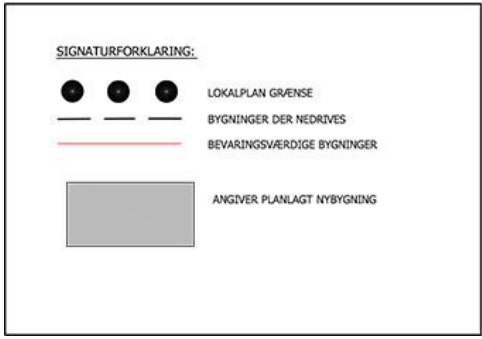 SIGNATURFORKLARING:
LOKALPLAN GRÆNSE
BYGNINGER DER NEDRIVES
BEVARINGSVÆRDIGE BYGNINGER
ANGIVER PLANLAGT NYBYGNING